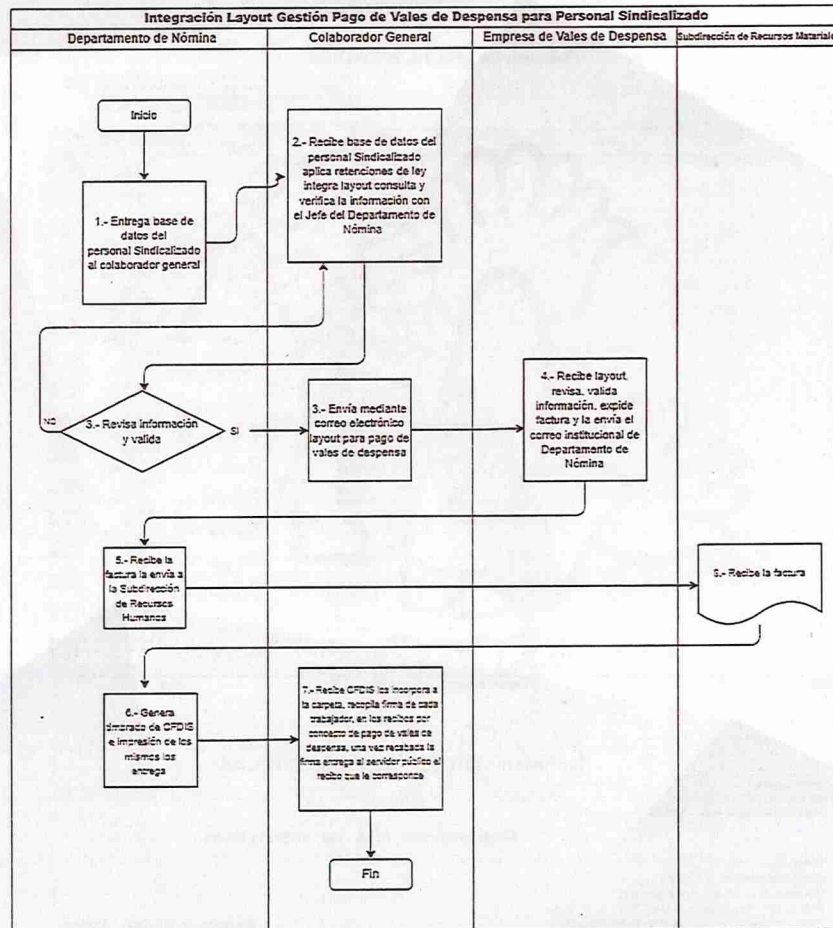 Integración Layout Gestión Pago de Vales de Despensa para Personal Sindicalizado
Departamento de Nómina
Colaborador General
Empresa de Vales de Despensa
Subdirección de Recursos Materiale
Inicio
1.- Entrega base de
datos del
personal Sindicalizado
al colaborador general
2.- Recibe base de datos del
personal Sindicalizado
aplica retenciones de ley
integra layout consulta y
verifica la información con
el Jefe del Departamento de
Nómina
NO
3.- Revisa información
y valida
SI
3.- Envía mediante
correo electrónico
layout para pago de
vales de despensa
4.- Recibe layout,
revisa, valida
información, expide
factura y la envía el
correo institucional de
Departamento de
Nómina
5.- Recibe la
factura la envía a
la Subdirección
de Recursos
Humanos
Recibe la factura
6.- Genera
timbrado de CFDIS
e impresión de los
mismos los
entrega
7.- Recibe CFDIS los incorpora a
la carpeta, recopila firma de cada
trabajador, en los recibos por
concepto de pago de vales de
despensa, una vez recabada la
firma entrega al servidor público el
recibo que le corresponde
Fin